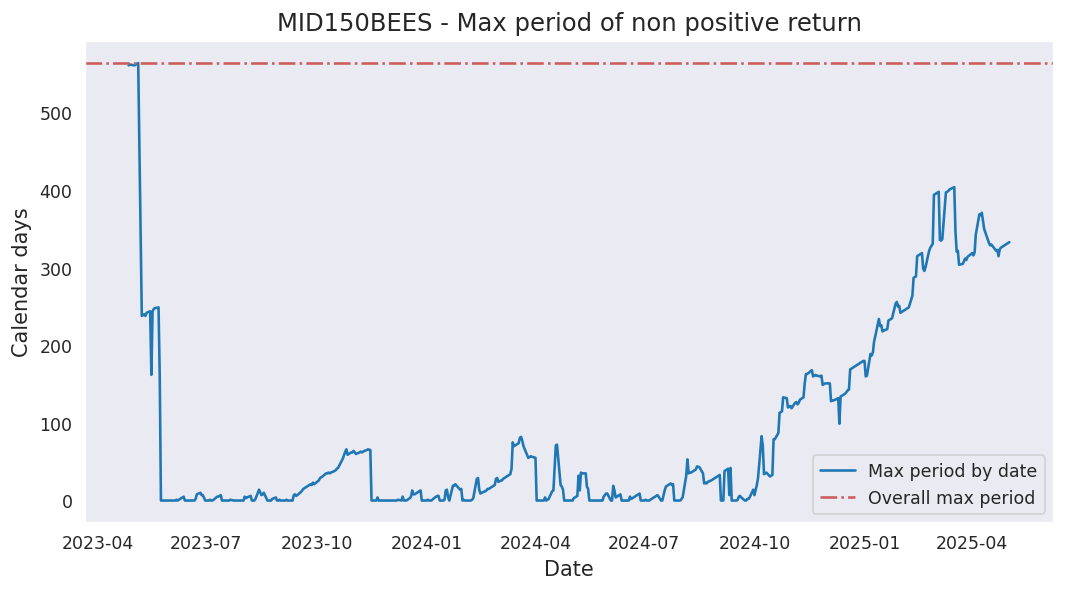 MID150BEES - Max period of non positive return
Calendar days
500
400
300
200
100
0
Max period by date
Overall max period
2023-04 2023-07 2023-10 2024-01 2024-04 2024-07 2024-10 2025-01 2025-04
Date